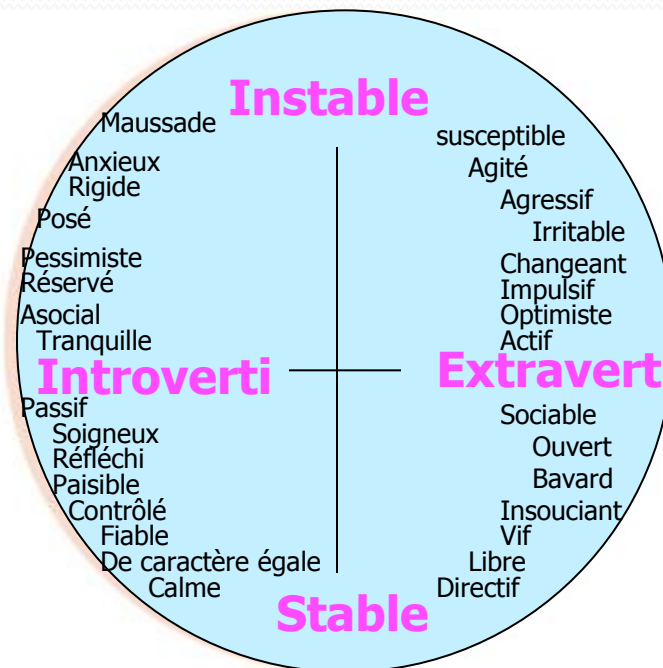 Instable
Maussade
Anxieux
Rigide
Posé
Pessimiste
Réservé
Asocial
Tranquille
susceptible
Agité
Agressif
Irritable
Changeant
Impulsif
Optimiste
Actif
Introverti
Extravert
Passif
Soigneux
Réfléchi
Paisible
Contrôlé
Fiable
De caractère égale
Calme
Sociable
Ouvert
Bavard
Insouciant
Vif
Libre
Directif
Stable